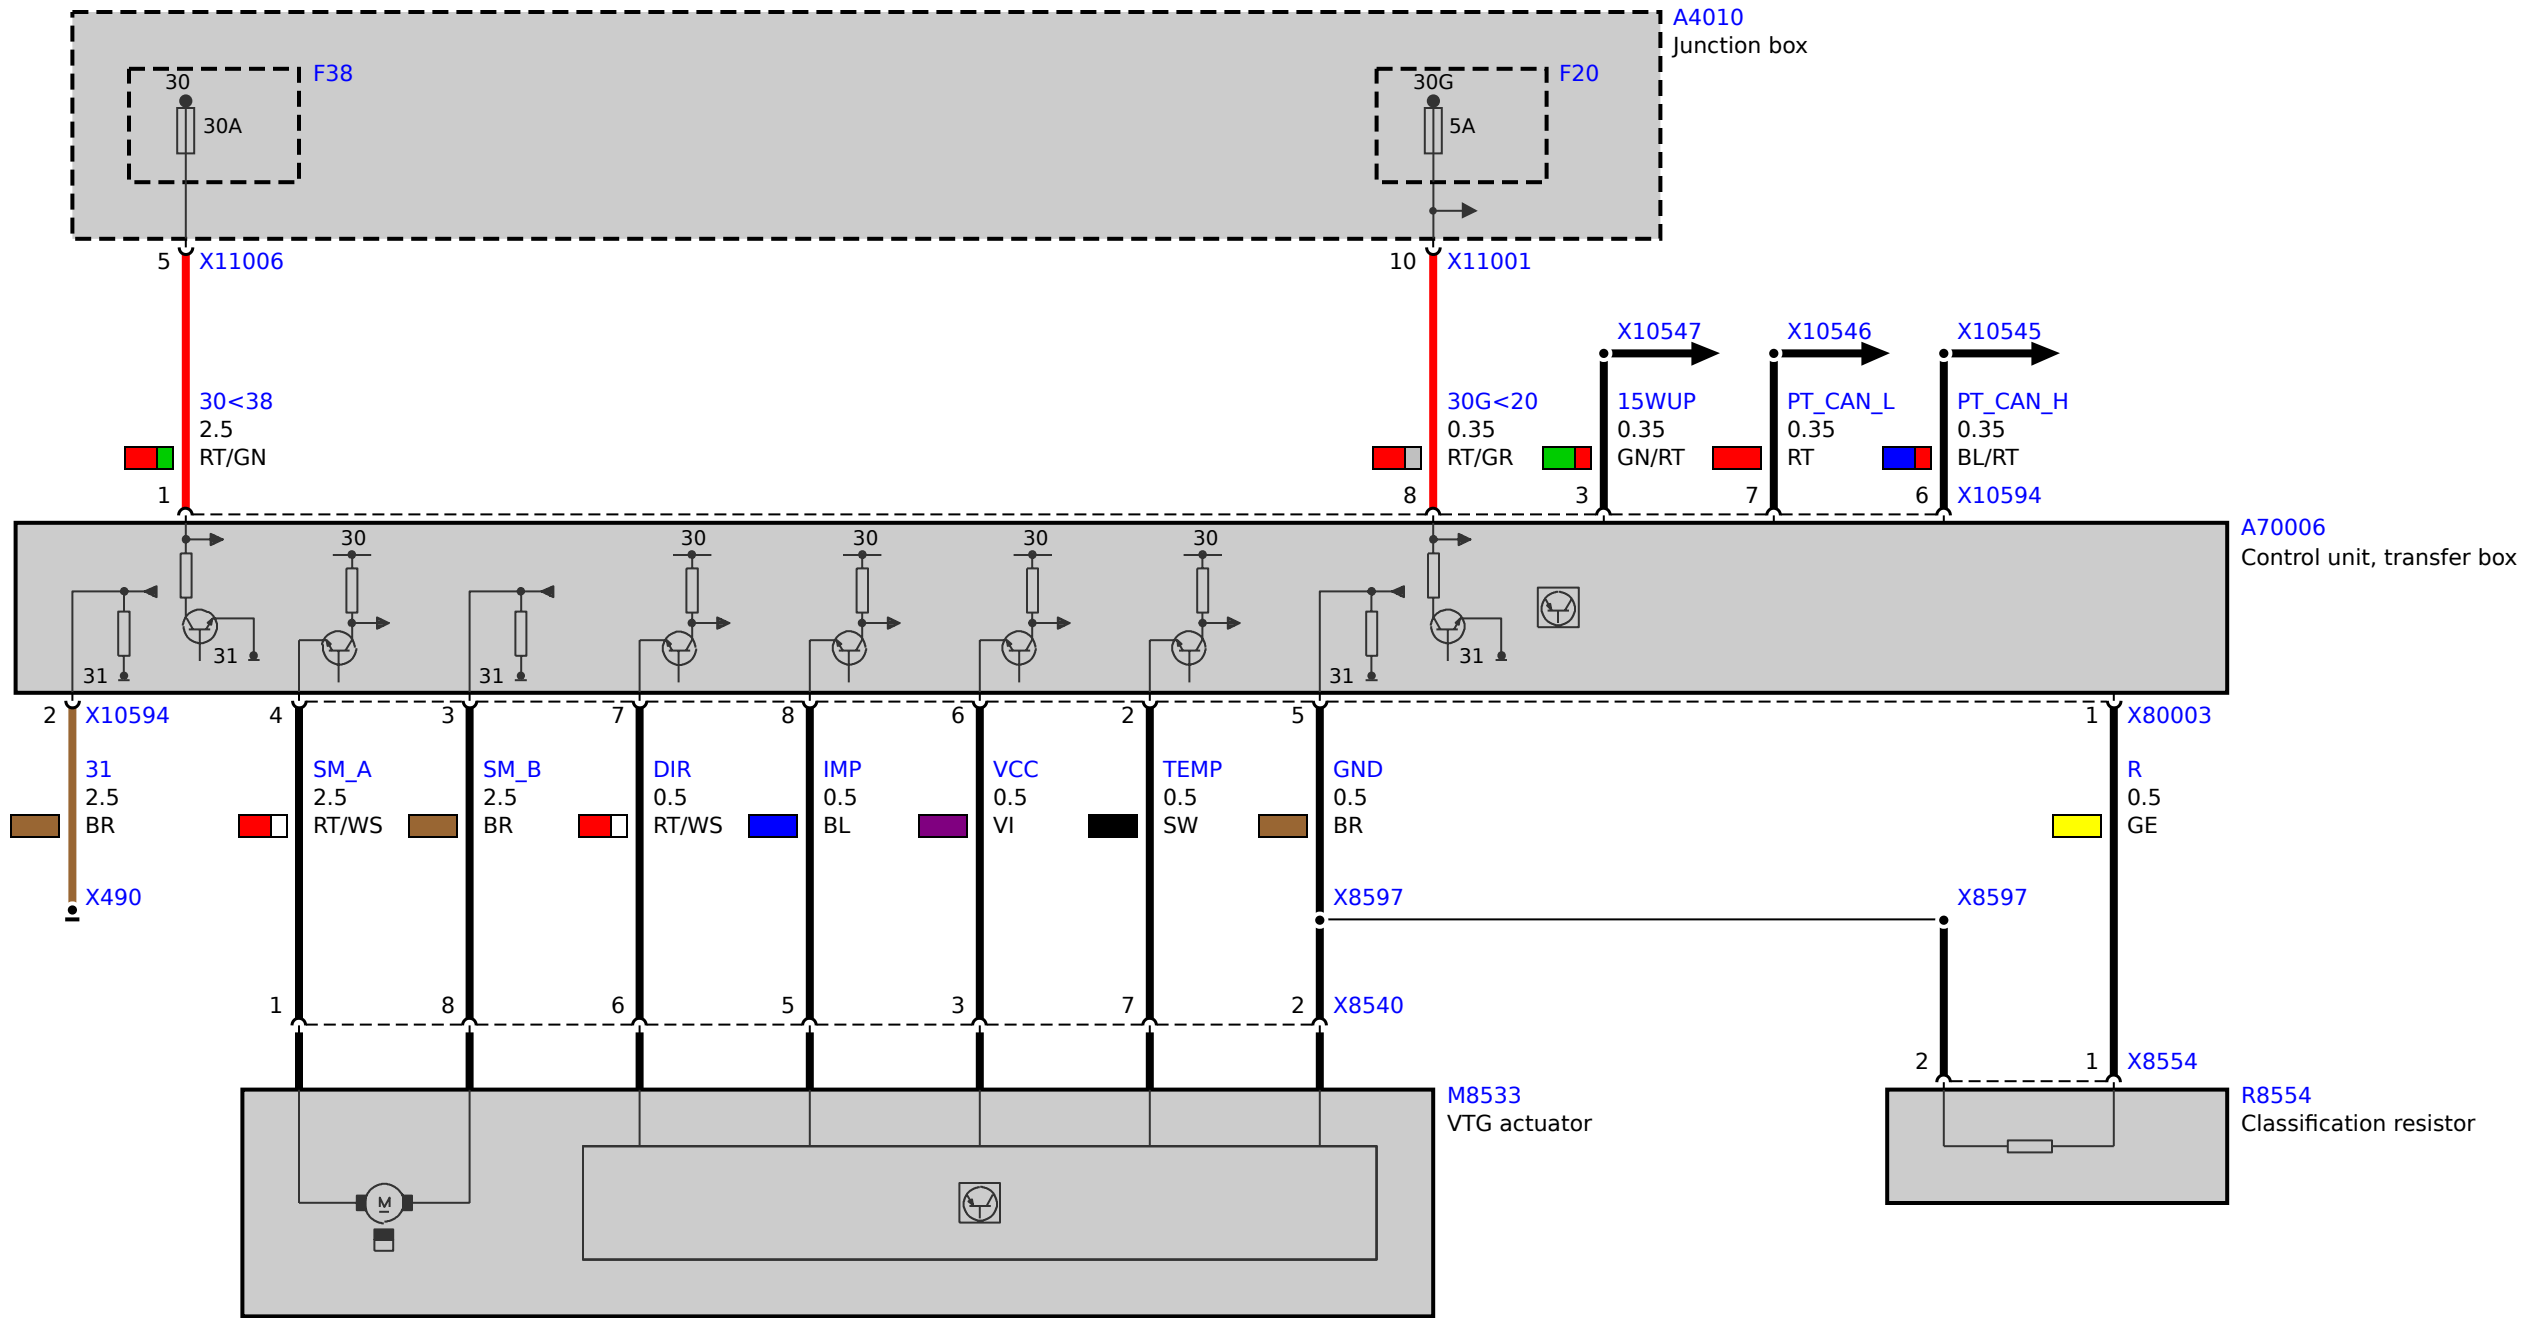 A4010
Junction box
30
F38
30G
F20
30A
5A
5 X11006
10 X11001
X10547
X10546
X10545
30<38
30G<20
15WUP
PT_CAN_L
PT_CAN_H
2.5
0.35
0.35
0.35
0.35
RT/GN
RT/GR
GN/RT
RT
BL/RT
1
8
3
7
6
X10594
A70006
Control unit, transfer box
30
30
30
30
30
31
31
31
31
31
2 X10594
4
3
7
8
6
2
5
1 X80003
31
SM_A
SM_B
DIR
IMP
VCC
TEMP
GND
R
2.5
2.5
2.5
0.5
0.5
0.5
0.5
0.5
0.5
BR
RT/WS
BR
RT/WS
BL
VI
SW
BR
GE
X490
X8597
X8597
1
8
6
5
3
7
2 X8540
2
1 X8554
M8533
VTG actuator
R8554
Classification resistor
M